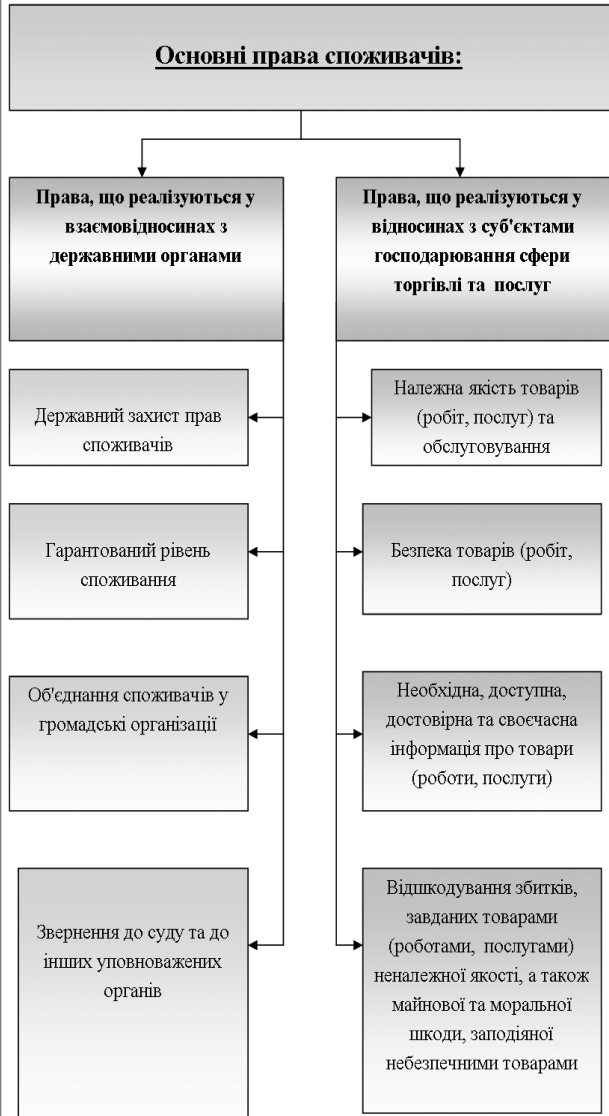 Основні права споживачів:
Права, що реалізуються у
взаємовідносинах з
державними органами
Права, що реалізуються у
відносинах з суб'єктами
господарювання сфери
торгівлі та послуг
Державний захист прав
споживачів
Гарантований рівень
споживання
Об'єднання споживачів у
громадські організації
Звернення до суду та до
інших уповноважених
органів
Належна якість товарів
(робіт, послуг) та
обслуговування
Безпека товарів (робіт,
послуг)
Необхідна, доступна,
достовірна та своєчасна
інформація про товари
(роботи, послуги)
Відшкодування збитків,
завданих товарами
(роботами, послугами)
неналежної якості, а також
майнової та моральної
шкоди, заподіяної
небезпечними товарами